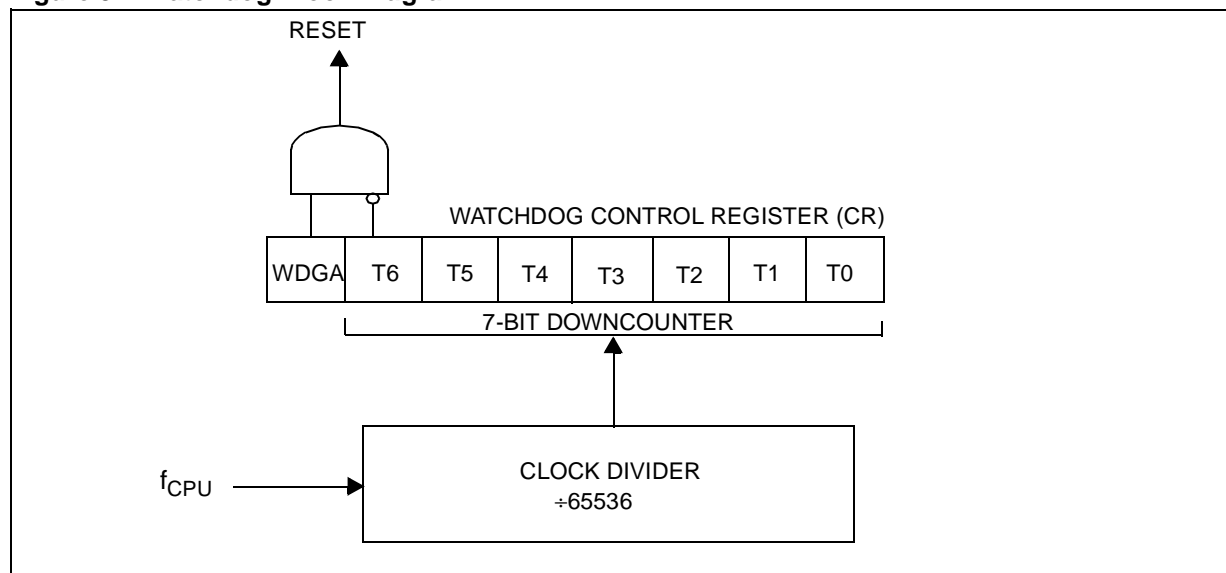 RESET
WATCHDOG CONTROL REGISTER (CR)
WDGA T6 T5 T4 T3 T2 T1 T0
7-BIT DOWNCOUNTER
fCPU
CLOCK DIVIDER
÷65536